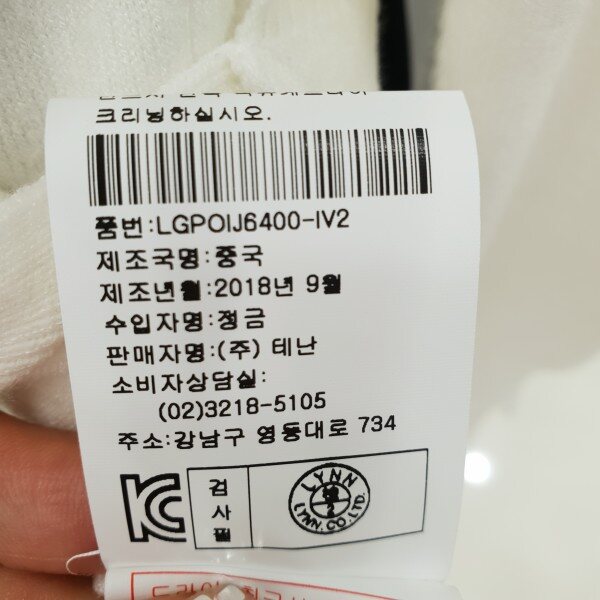 크리닝하십시오.
품번:LGPOIJ6400-IV2
제조국명:중국
제조년월:2018년 9월
수입자명:정금
판매자명:(주) 테난
소비자상담실:
(02)3218-5105
주소:강남구 영동대로 734
검사필
LYNN
2
LYNN.CO.LTD.